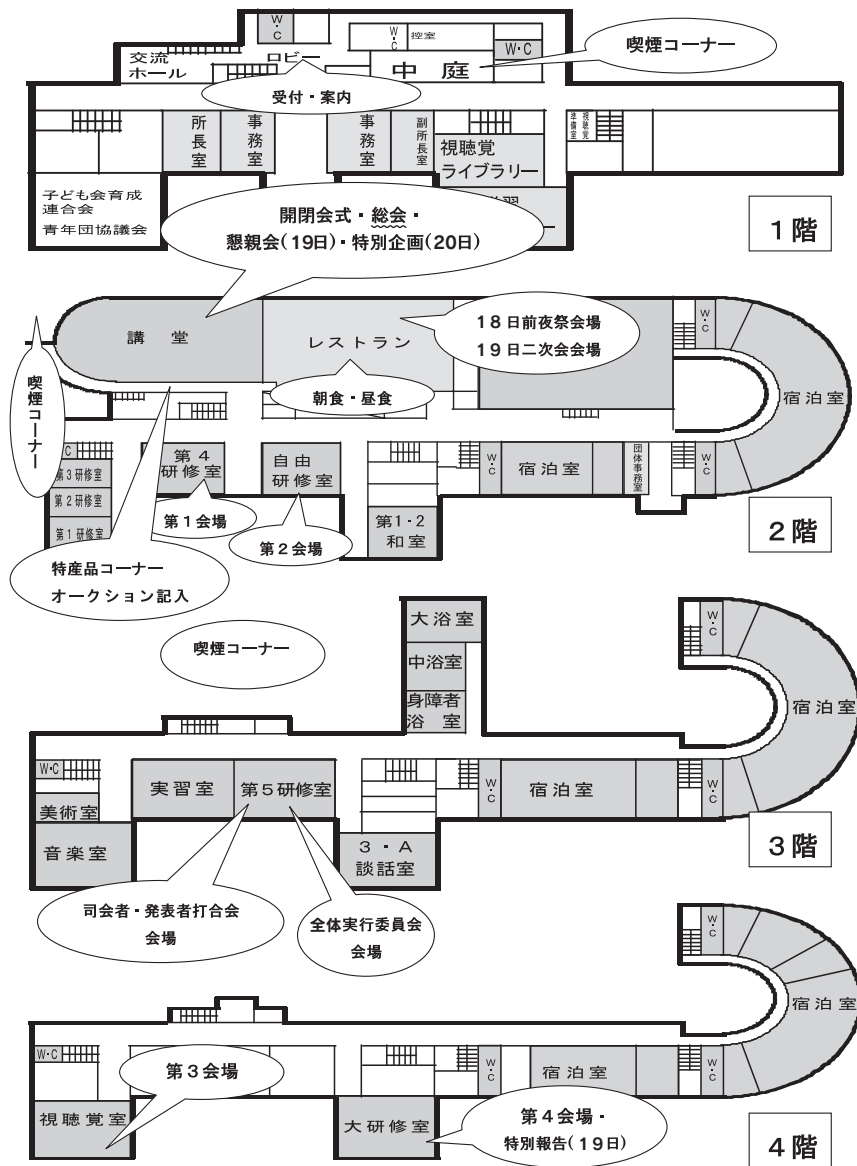 W・C
控室
W・C
W・C
喫煙コーナー
交流
ホール
ロビー
中庭
受付・案内
所長室
事務室
事務室
副所長室
視聴覚
ライブラリー
視聴覚
準備室
子ども会育成
連合会
青年団協議会
開閉会式・総会・
懇親会(19日)・特別企画(20日)
1階
講堂
レストラン
18日前夜祭会場
19日二次会会場
W・C
宿泊室
喫煙コーナー
朝食・昼食
W・C
第3研修室
第2研修室
第1研修室
第4
研修室
自由
研修室
W・C
宿泊室
団体事務室
W・C
第1会場
第2会場
第1・2
和室
2階
特産品コーナー
オークション記入
喫煙コーナー
大浴室
中浴室
身障者
浴室
W・C
宿泊室
W・C
実習室
第5研修室
W・C
宿泊室
W・C
美術室
音楽室
3・A
談話室
3階
司会者・発表者打合会
会場
全体実行委員会
会場
W・C
宿泊室
W・C
第3会場
W・C
宿泊室
W・C
視聴覚室
大研修室
第4会場・
特別報告(19日)
4階